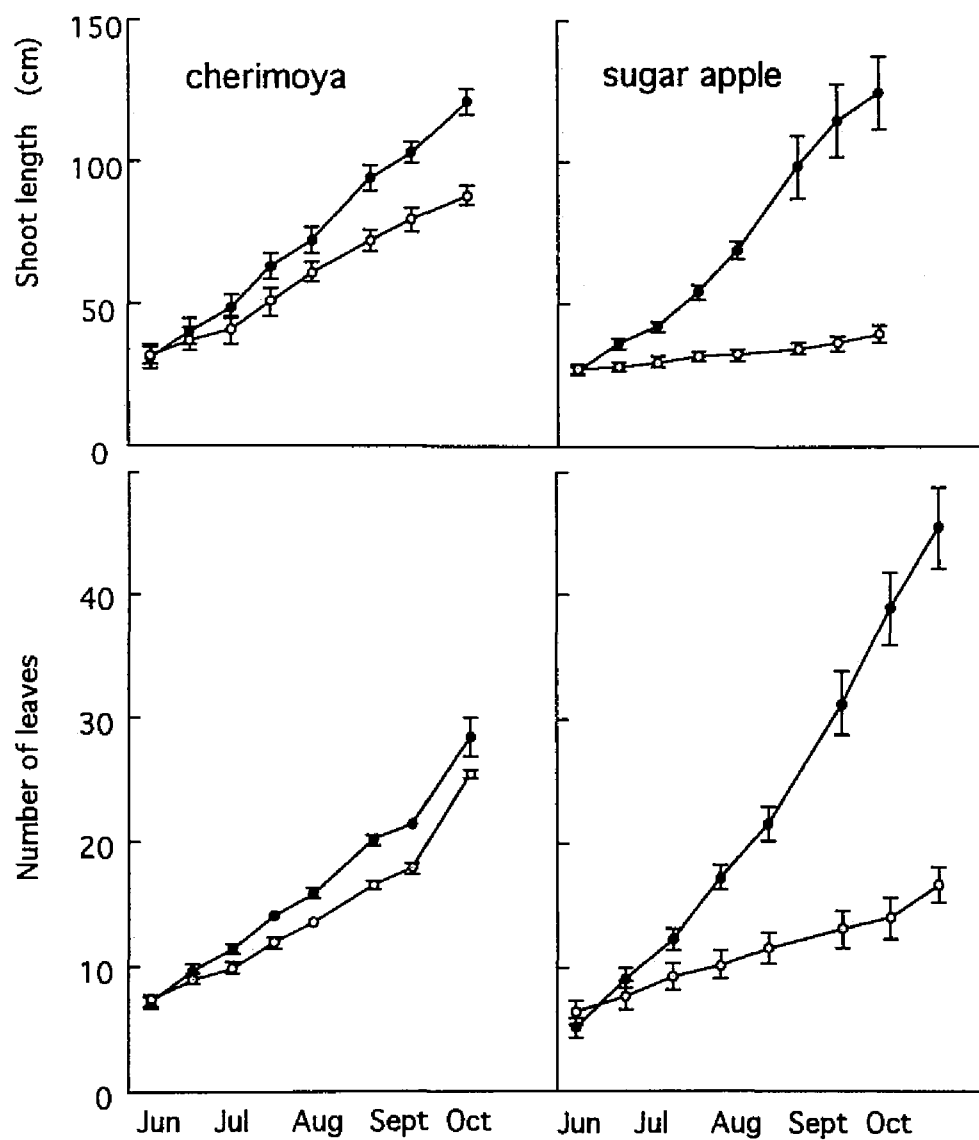 150
100
50
0
Shoot length (cm)
cherimoya
sugar apple
40
30
20
10
0
Number of leaves
Jun Jul Aug Sept Oct
Jun Jul Aug Sept Oct